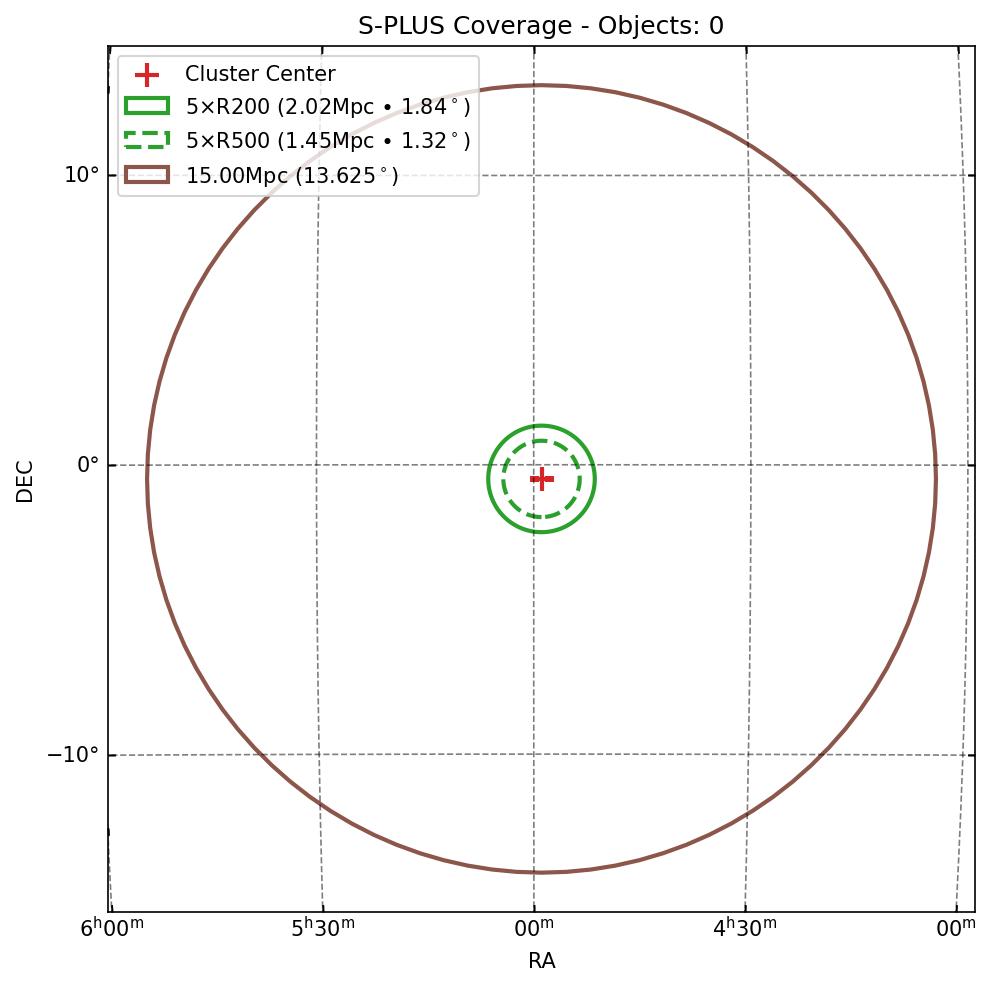 S-PLUS Coverage - Objects: 0
Cluster Center
5×R200 (2.02Mpc • 1.84°)
5×R500 (1.45Mpc • 1.32°)
15.00Mpc (13.625°)
10°
0°
−10°
DEC
6ʰ00ᵐ 5ʰ30ᵐ 00ᵐ 4ʰ30ᵐ 00ᵐ
RA